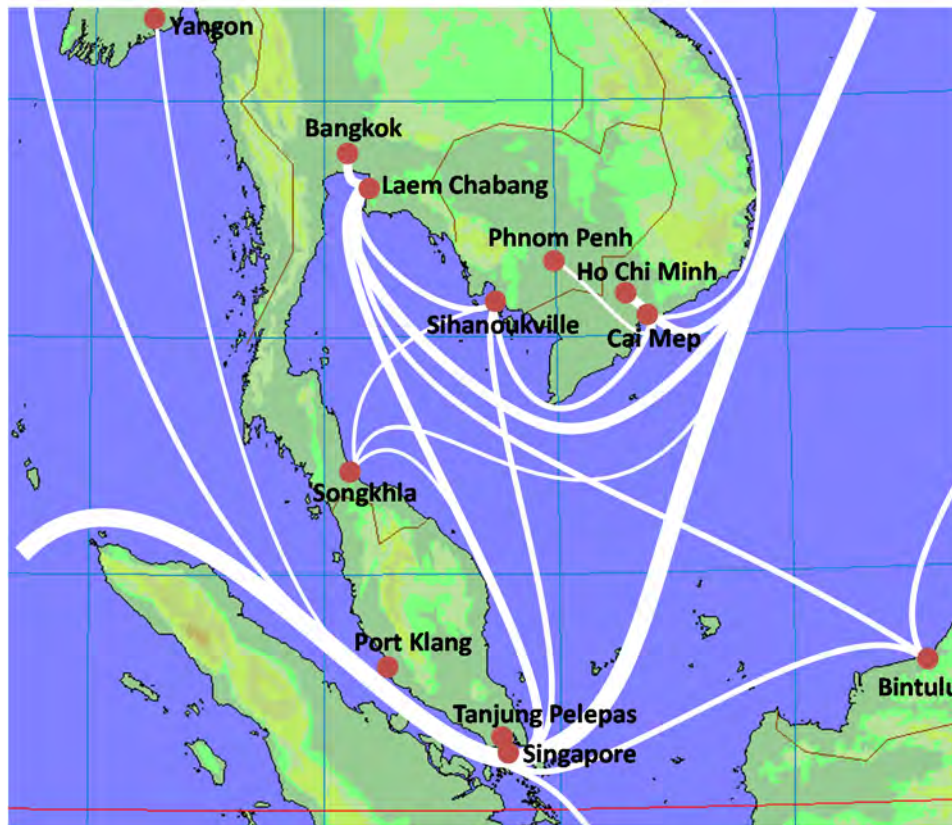 Yangon
Bangkok
Laem Chabang
Phnom Penh
Ho Chi Minh
Sihanoukville
Cai Mep
Songkhla
Port Klang
Bintulu
Tanjung Pelepas
Singapore